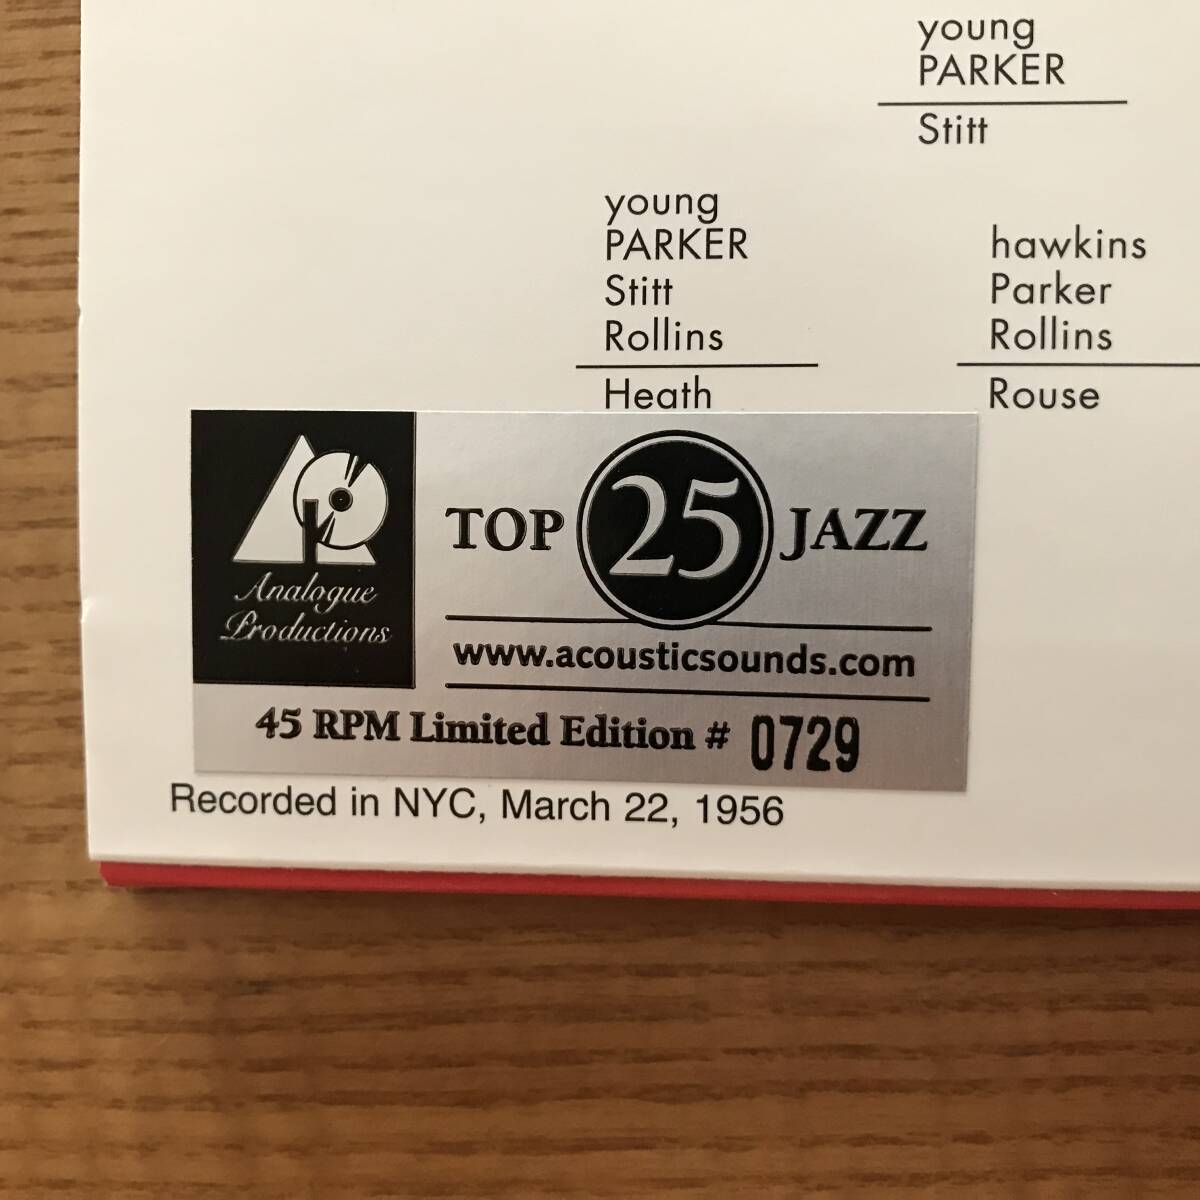 young
PARKER
Stitt
young
PARKER
Stitt
Rollins
Heath
hawkins
Parker
Rollins
Rouse
Analogue
Productions
TOP 25 JAZZ
www.acousticsounds.com
45 RPM Limited Edition # 0729
Recorded in NYC, March 22, 1956